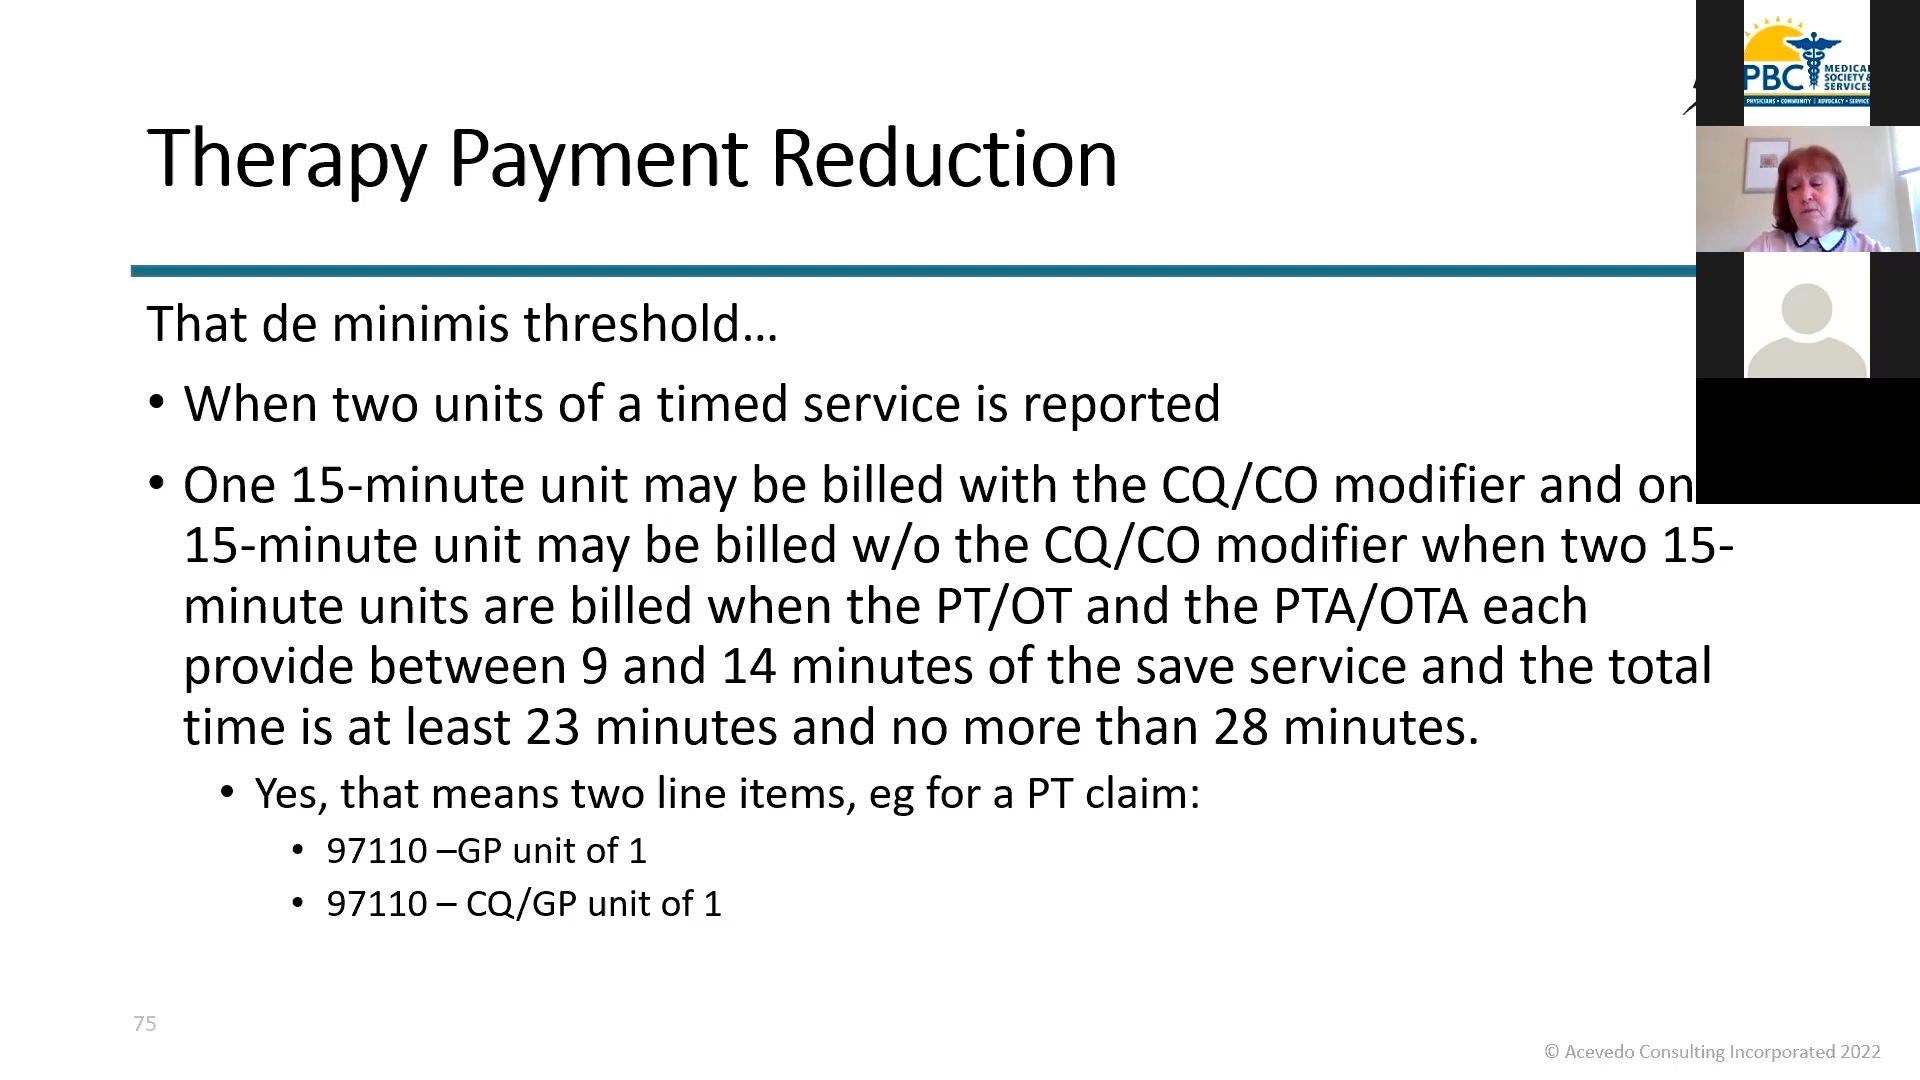 Therapy Payment Reduction
That de minimis threshold...
• When two units of a timed service is reported
• One 15-minute unit may be billed with the CQ/CO modifier and on
15-minute unit may be billed w/o the CQ/CO modifier when two 15-
minute units are billed when the PT/OT and the PTA/OTA each
provide between 9 and 14 minutes of the save service and the total
time is at least 23 minutes and no more than 28 minutes.
• Yes, that means two line items, eg for a PT claim:
• 97110 –GP unit of 1
• 97110 – CQ/GP unit of 1
75
© Acevedo Consulting Incorporated 2022
PBC
MEDICAL
SOCIETY &
SERVICES
PHYSICIANS • COMMUNITY | ADVOCACY • SERVICE